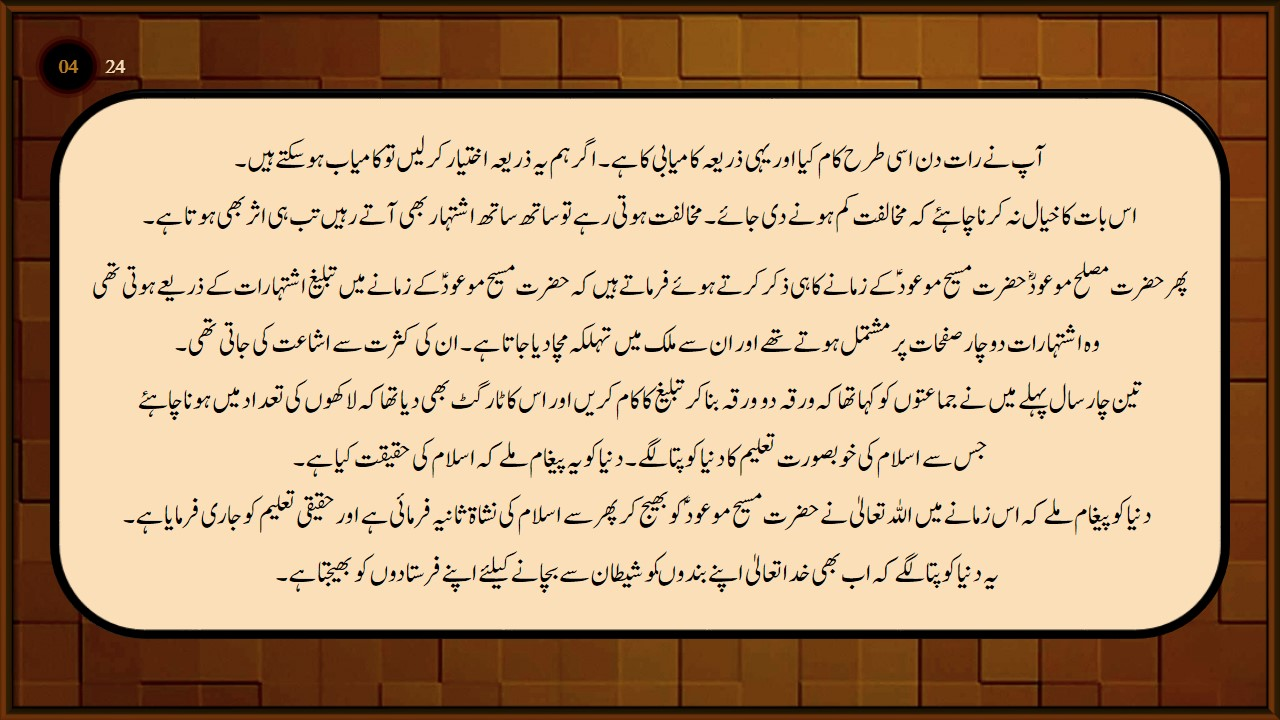 04 24
آپ نے رات دن اسی طرح کام کیا اور یہی ذریعہ کامیابی کا ہے۔ اگر ہم یہ ذریعہ اختیار کر لیں تو کامیاب ہو سکتے ہیں۔
اس بات کا خیال نہ کرنا چاہئے کہ مخالفت کم ہونے دی جائے۔ مخالفت ہوتی رہے تو ساتھ ساتھ اشتہار بھی آتے رہیں تب ہی اثر بھی ہوتا ہے۔
پھر حضرت مصلح موعودؓ حضرت مسیح موعودؑ کے زمانے کا ہی ذکر کرتے ہوئے فرماتے ہیں کہ حضرت مسیح موعودؑ کے زمانے میں تبلیغ اشتہارات کے ذریعے ہوتی تھی
وہ اشتہارات دو چار صفحات پر مشتمل ہوتے تھے اور ان سے ملک میں تہلکہ مچا دیا جاتا ہے۔ ان کی کثرت سے اشاعت کی جاتی تھی۔
تین چار سال پہلے میں نے جماعتوں کو کہا تھا کہ ورقہ دو ورقہ بنا کر تبلیغ کا کام کریں اور اس کا ٹارگٹ بھی دیا تھا کہ لاکھوں کی تعداد میں ہونا چاہئے
جس سے اسلام کی خوبصورت تعلیم کا دنیا کو پتا لگے۔ دنیا کو یہ پیغام ملے کہ اسلام کی حقیقت کیا ہے۔
دنیا کو پیغام ملے کہ اس زمانے میں اللہ تعالیٰ نے حضرت مسیح موعودؑ کو بھیج کر پھر سے اسلام کی نشاۃ ثانیہ فرمائی ہے اور حقیقی تعلیم کو جاری فرمایا ہے۔
یہ دنیا کو پتا لگے کہ اب بھی خدا تعالیٰ اپنے بندوں کو شیطان سے بچانے کیلئے اپنے فرستادوں کو بھیجتا ہے۔